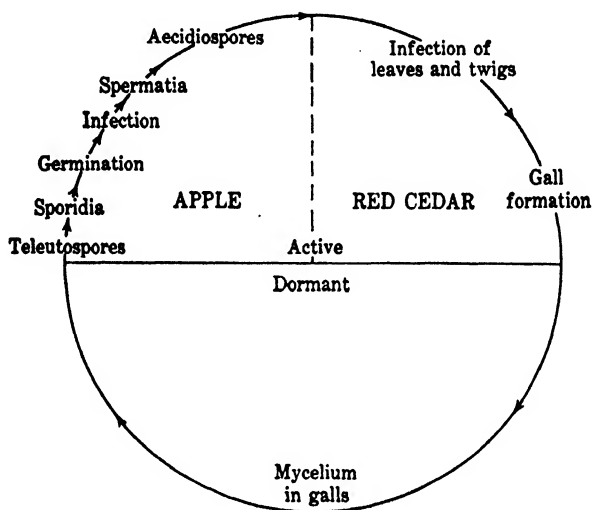 Aecidiospores
Spermatia
Infection
Germination
Sporidia
Teleutospores
APPLE
Infection of
leaves and twigs
Gall
formation
RED CEDAR
Active
Dormant
Mycelium
in galls